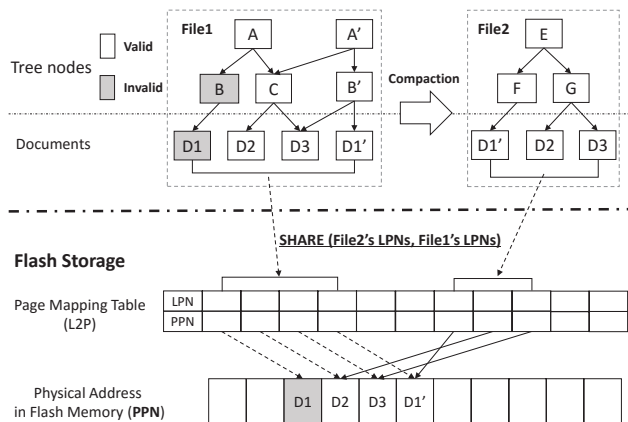 File1
File2
Valid
A
A'
E
Tree nodes
Compaction
Invalid
B
C
B'
F
G
Documents
D1
D2
D3
D1'
D1'
D2
D3
SHARE (File2's LPNs, File1's LPNs)
Flash Storage
Page Mapping Table
(L2P)
LPN
PPN
Physical Address
in Flash Memory (PPN)
D1
D2
D3
D1'